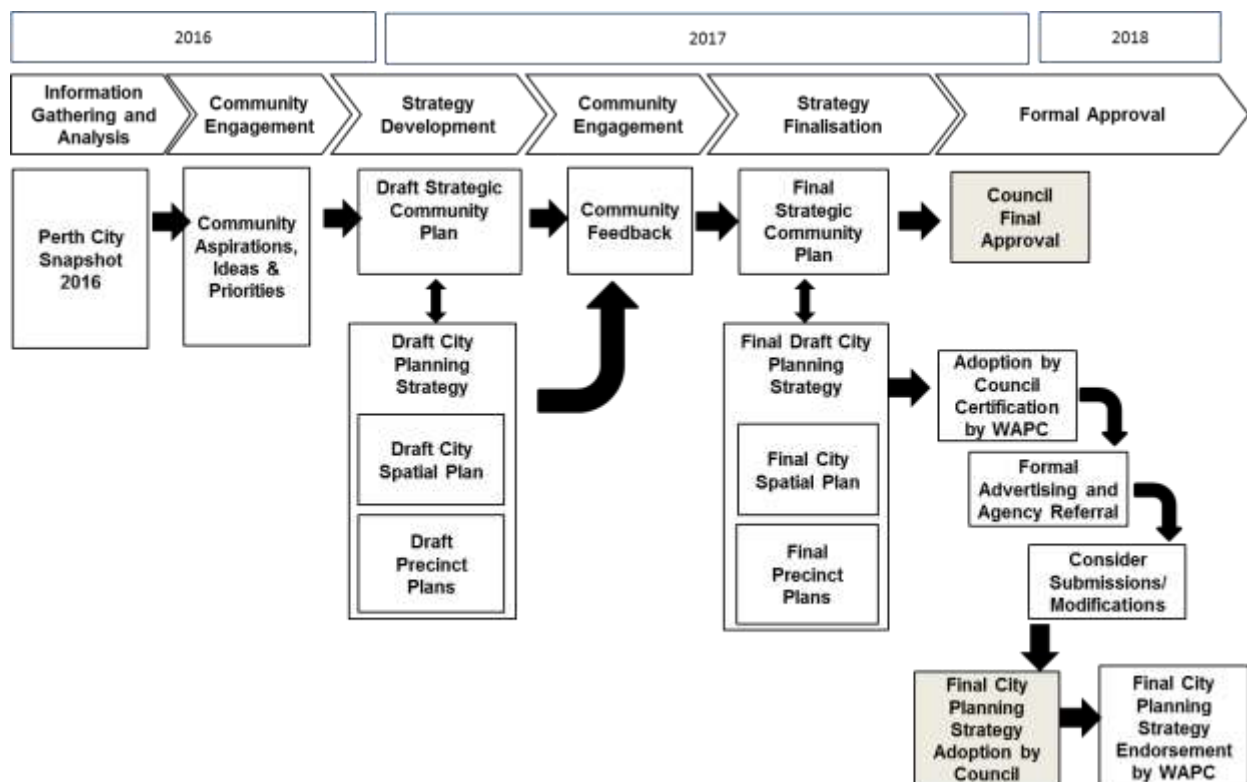 2016
2017
2018
Information
Gathering and
Analysis
Community
Engagement
Strategy
Development
Community
Engagement
Strategy
Finalisation
Formal Approval
Perth City
Snapshot
2016
Community
Aspirations,
Ideas &
Priorities
Draft Strategic
Community
Plan
Community
Feedback
Final
Strategic
Community
Plan
Council
Final
Approval
Draft City
Planning
Strategy
Draft City
Spatial Plan
Draft
Precinct
Plans
Final Draft City
Planning
Strategy
Final City
Spatial Plan
Final
Precinct
Plans
Adoption by
Council
Certification
by WAPC
Formal
Advertising and
Agency Referral
Consider
Submissions/
Modifications
Final City
Planning
Strategy
Adoption by
Council
Final City
Planning
Strategy
Endorsement
by WAPC